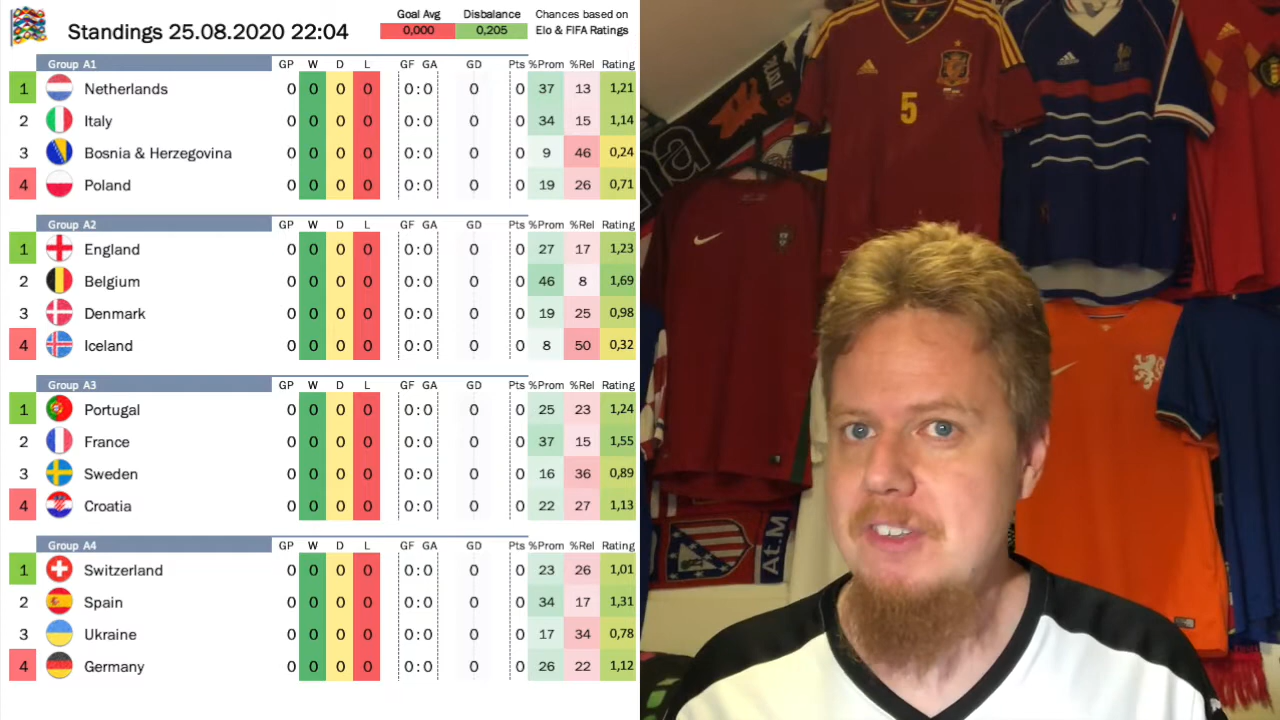 Standings 25.08.2020 22:04
Goal Avg Disbalance Chances based on
0,000 0,205 Elo & FIFA Ratings
Group A1 GP W D L GF GA GD Pts %Prom %Rel Rating
1 Netherlands 0 0 0 0 0 : 0 0 0 37 13 1,21
2 Italy 0 0 0 0 0 : 0 0 0 34 15 1,14
3 Bosnia & Herzegovina 0 0 0 0 0 : 0 0 0 9 46 0,24
4 Poland 0 0 0 0 0 : 0 0 0 19 26 0,71
Group A2 GP W D L GF GA GD Pts %Prom %Rel Rating
1 England 0 0 0 0 0 : 0 0 0 27 17 1,23
2 Belgium 0 0 0 0 0 : 0 0 0 46 8 1,69
3 Denmark 0 0 0 0 0 : 0 0 0 19 25 0,98
4 Iceland 0 0 0 0 0 : 0 0 0 8 50 0,32
Group A3 GP W D L GF GA GD Pts %Prom %Rel Rating
1 Portugal 0 0 0 0 0 : 0 0 0 25 23 1,24
2 France 0 0 0 0 0 : 0 0 0 37 15 1,55
3 Sweden 0 0 0 0 0 : 0 0 0 16 36 0,89
4 Croatia 0 0 0 0 0 : 0 0 0 22 27 1,13
Group A4 GP W D L GF GA GD Pts %Prom %Rel Rating
1 Switzerland 0 0 0 0 0 : 0 0 0 23 26 1,01
2 Spain 0 0 0 0 0 : 0 0 0 34 17 1,31
3 Ukraine 0 0 0 0 0 : 0 0 0 17 34 0,78
4 Germany 0 0 0 0 0 : 0 0 0 26 22 1,12
5
At.M